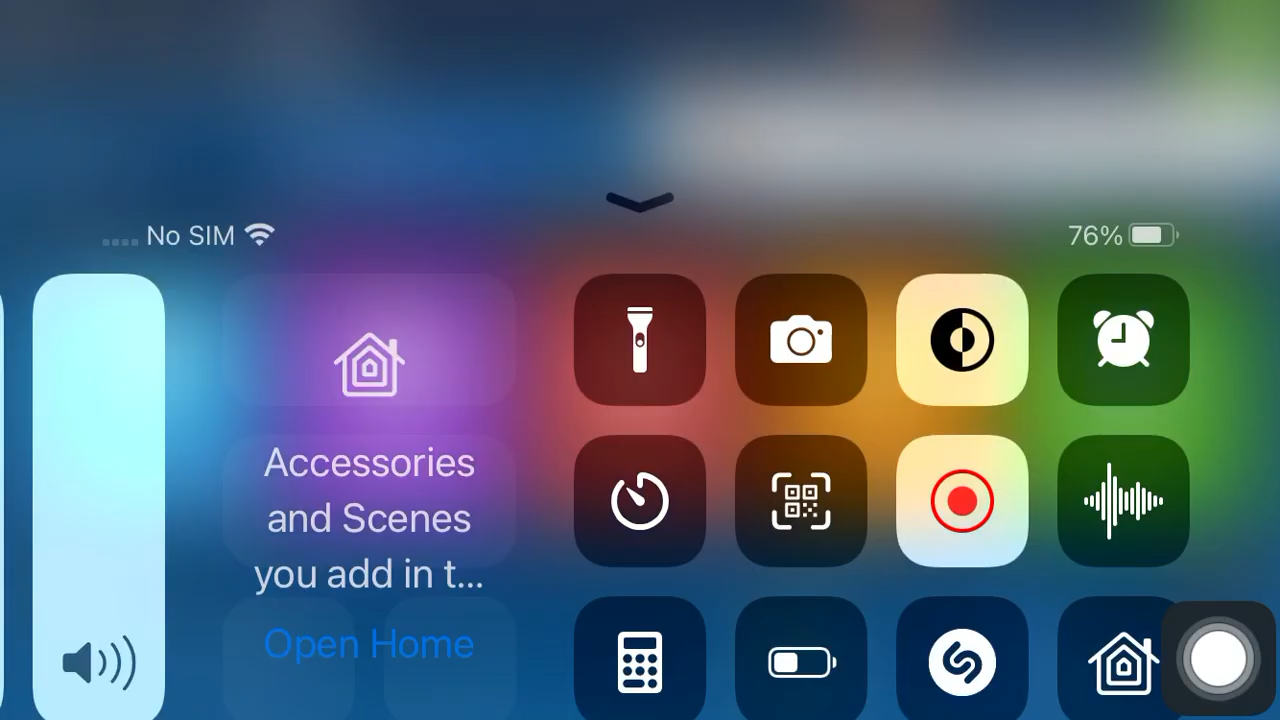 No SIM
76%
Accessories
and Scenes
you add in t...
Open Home